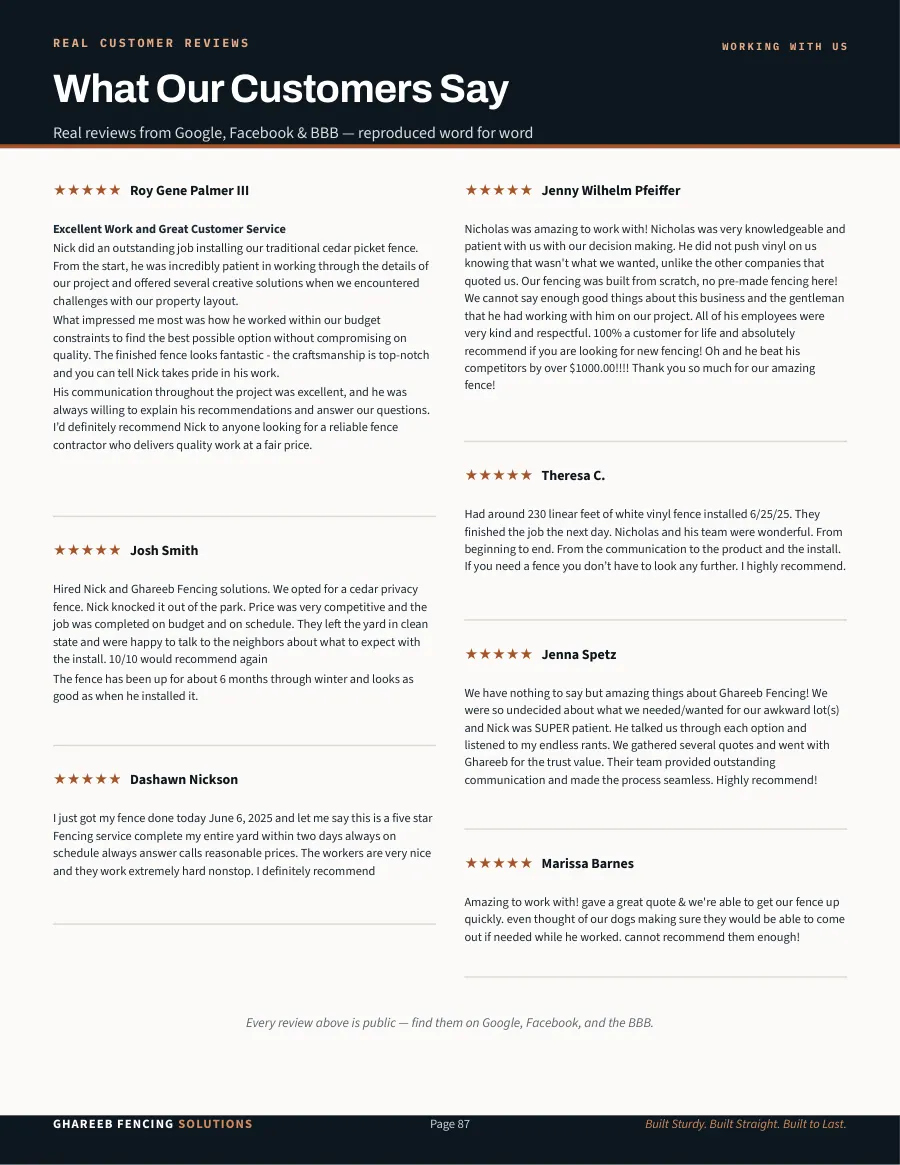 REAL CUSTOMER REVIEWS
WORKING WITH US
What Our Customers Say
Real reviews from Google, Facebook & BBB — reproduced word for word
★★★★★ Roy Gene Palmer III
Excellent Work and Great Customer Service
Nick did an outstanding job installing our traditional cedar picket fence.
From the start, he was incredibly patient in working through the details of
our project and offered several creative solutions when we encountered
challenges with our property layout.
What impressed me most was how he worked within our budget
constraints to find the best possible option without compromising on
quality. The finished fence looks fantastic - the craftsmanship is top-notch
and you can tell Nick takes pride in his work.
His communication throughout the project was excellent, and he was
always willing to explain his recommendations and answer our questions.
I'd definitely recommend Nick to anyone looking for a reliable fence
contractor who delivers quality work at a fair price.
★★★★★ Josh Smith
Hired Nick and Ghareeb Fencing solutions. We opted for a cedar privacy
fence. Nick knocked it out of the park. Price was very competitive and the
job was completed on budget and on schedule. They left the yard in clean
state and were happy to talk to the neighbors about what to expect with
the install. 10/10 would recommend again
The fence has been up for about 6 months through winter and looks as
good as when he installed it.
★★★★★ Dashawn Nickson
I just got my fence done today June 6, 2025 and let me say this is a five star
Fencing service complete my entire yard within two days always on
schedule always answer calls reasonable prices. The workers are very nice
and they work extremely hard nonstop. I definitely recommend
★★★★★ Jenny Wilhelm Pfeiffer
Nicholas was amazing to work with! Nicholas was very knowledgeable and
patient with us with our decision making. He did not push vinyl on us
knowing that wasn't what we wanted, unlike the other companies that
quoted us. Our fencing was built from scratch, no pre-made fencing here!
We cannot say enough good things about this business and the gentleman
that he had working with him on our project. All of his employees were
very kind and respectful. 100% a customer for life and absolutely
recommend if you are looking for new fencing! Oh and he beat his
competitors by over $1000.00!!!! Thank you so much for our amazing
fence!
★★★★★ Theresa C.
Had around 230 linear feet of white vinyl fence installed 6/25/25. They
finished the job the next day. Nicholas and his team were wonderful. From
beginning to end. From the communication to the product and the install.
If you need a fence you don't have to look any further. I highly recommend.
★★★★★ Jenna Spetz
We have nothing to say but amazing things about Ghareeb Fencing! We
were so undecided about what we needed/wanted for our awkward lot(s)
and Nick was SUPER patient. He talked us through each option and
listened to my endless rants. We gathered several quotes and went with
Ghareeb for the trust value. Their team provided outstanding
communication and made the process seamless. Highly recommend!
★★★★★ Marissa Barnes
Amazing to work with! gave a great quote & we're able to get our fence up
quickly. even thought of our dogs making sure they would be able to come
out if needed while he worked. cannot recommend them enough!
Every review above is public — find them on Google, Facebook, and the BBB.
GHAREEB FENCING SOLUTIONS
Page 87
Built Sturdy. Built Straight. Built to Last.